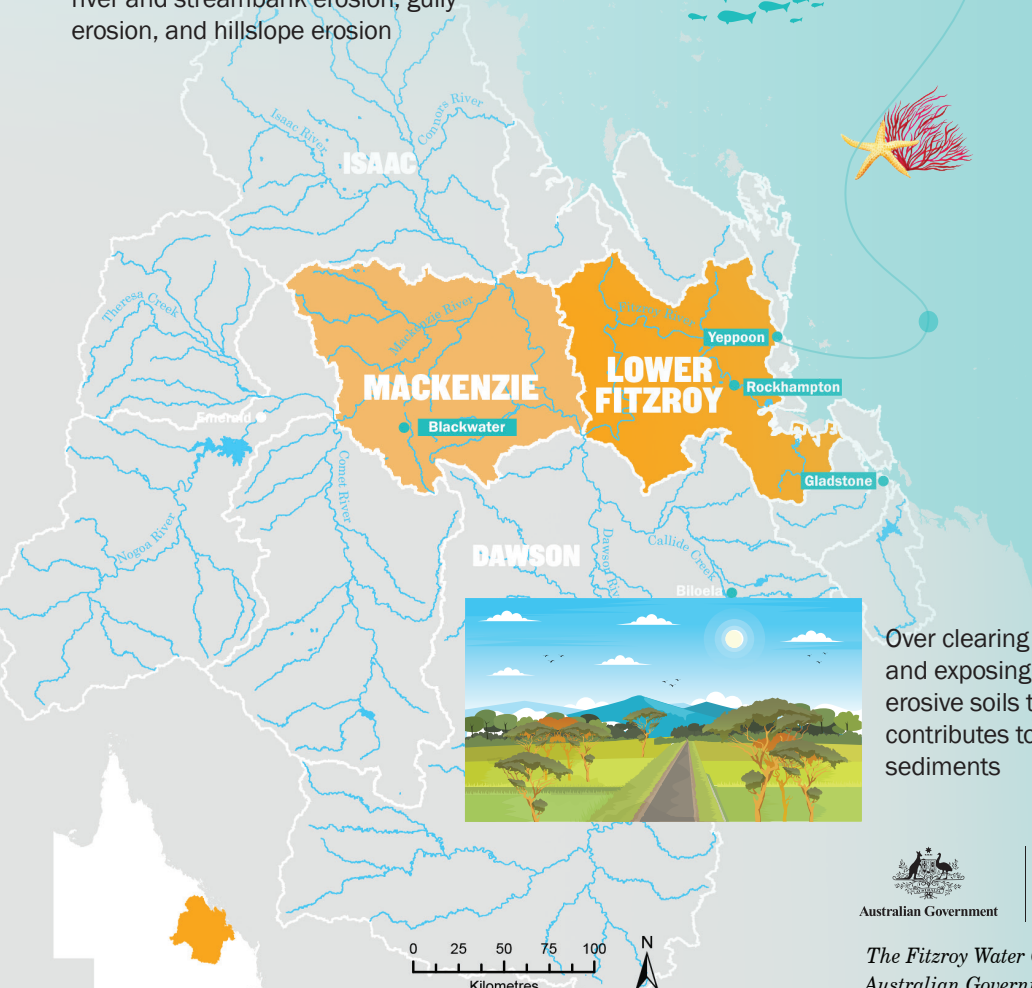 river and streambank erosion, gully
erosion, and hillslope erosion
Isaac River
Connors River
ISAAC
Theresa Creek
Mackenzie River
Fitzroy River
Yeppoon
MACKENZIE
LOWER
FITZROY
Rockhampton
Emerald
Blackwater
Comet River
Gladstone
Nogoa River
DAWSON
Dawson Riv
Callide Creek
Biloela
Over clearing
and exposing
erosive soils t
contributes to
sediments
Australian Government
0 25 50 75 100
Kilometres
N
The Fitzroy Water
Australian Govern